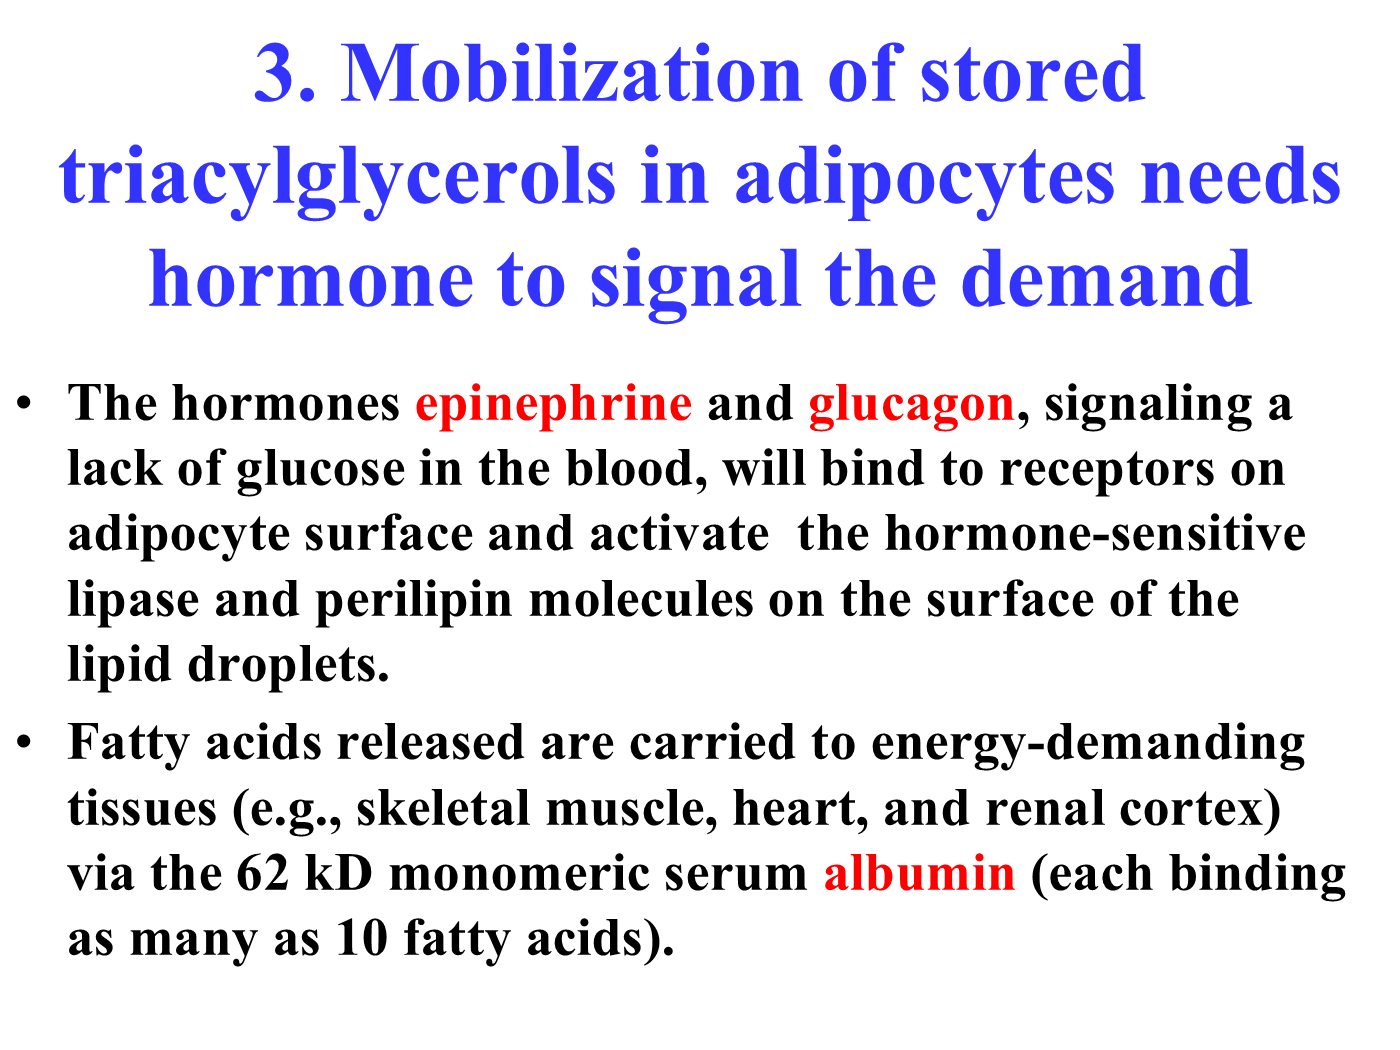 3. Mobilization of stored
triacylglycerols in adipocytes needs
hormone to signal the demand
• The hormones epinephrine and glucagon, signaling a
lack of glucose in the blood, will bind to receptors on
adipocyte surface and activate  the hormone-sensitive
lipase and perilipin molecules on the surface of the
lipid droplets.
• Fatty acids released are carried to energy-demanding
tissues (e.g., skeletal muscle, heart, and renal cortex)
via the 62 kD monomeric serum albumin (each binding
as many as 10 fatty acids).